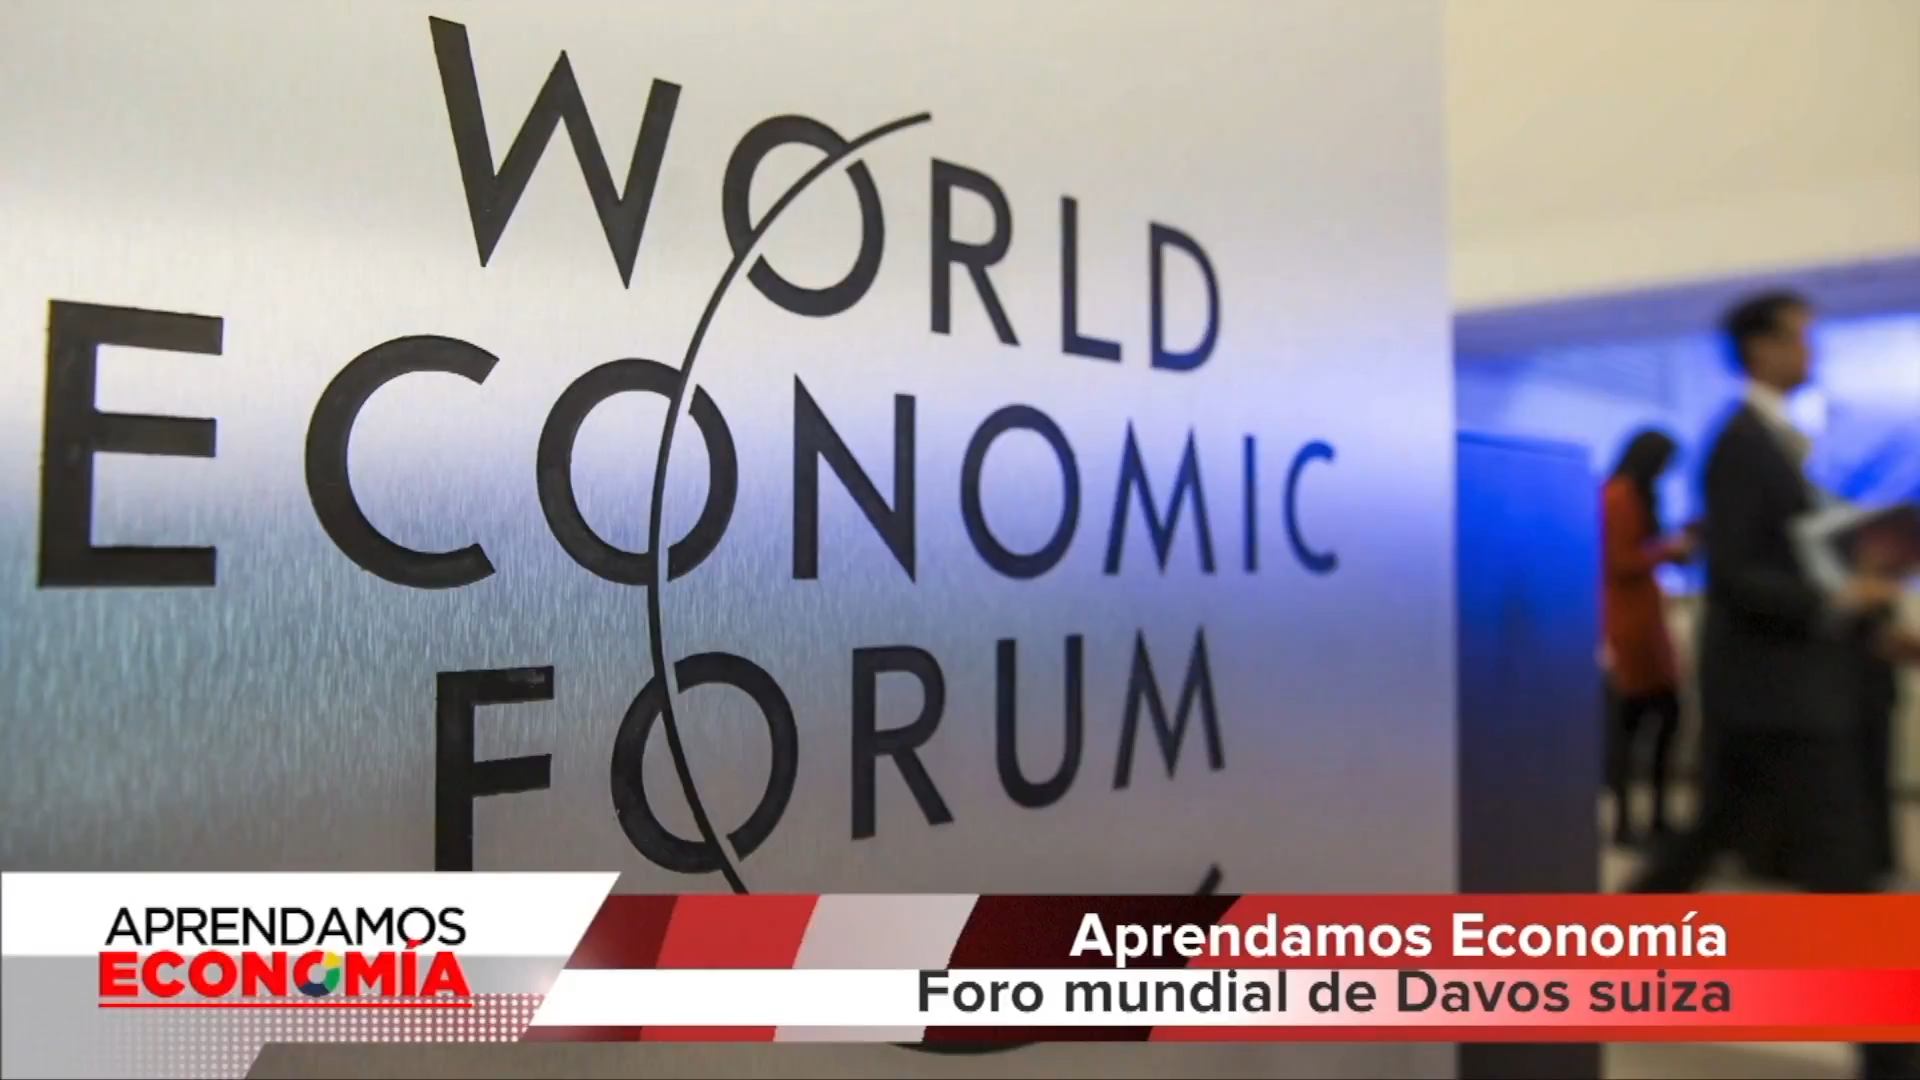 WORLD
ECONOMIC
FORUM
APRENDAMOS
ECONOMÍA
Aprendamos Economía
Foro mundial de Davos suiza